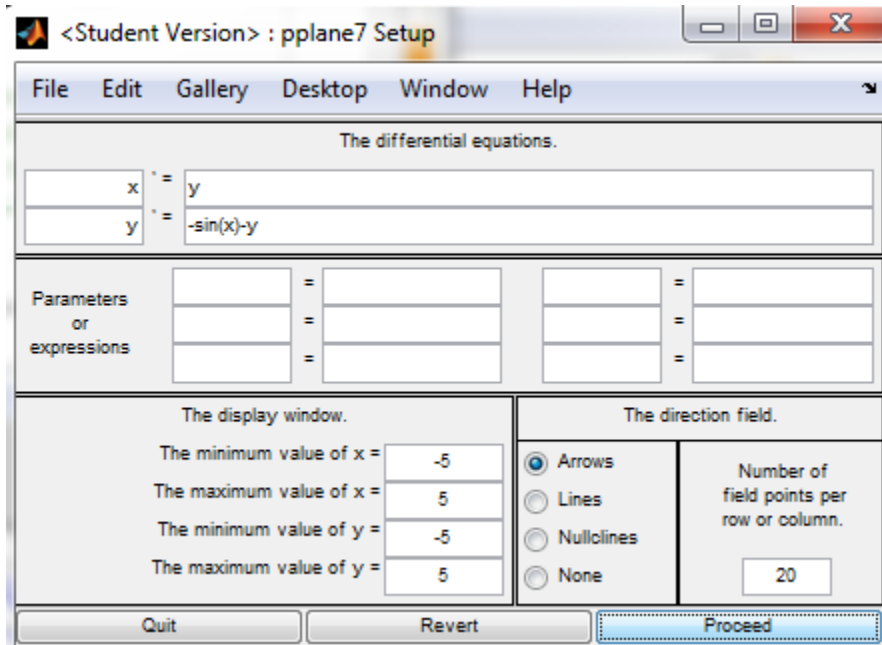 <Student Version> : pplane7 Setup
File Edit Gallery Desktop Window Help
The differential equations.
x ' = y
y ' = -sin(x)-y
Parameters
or
expressions
= =
= =
= =
The display window.
The minimum value of x = -5
The maximum value of x = 5
The minimum value of y = -5
The maximum value of y = 5
The direction field.
Arrows
Lines
Nullclines
None
Number of
field points per
row or column.
20
Quit Revert Proceed